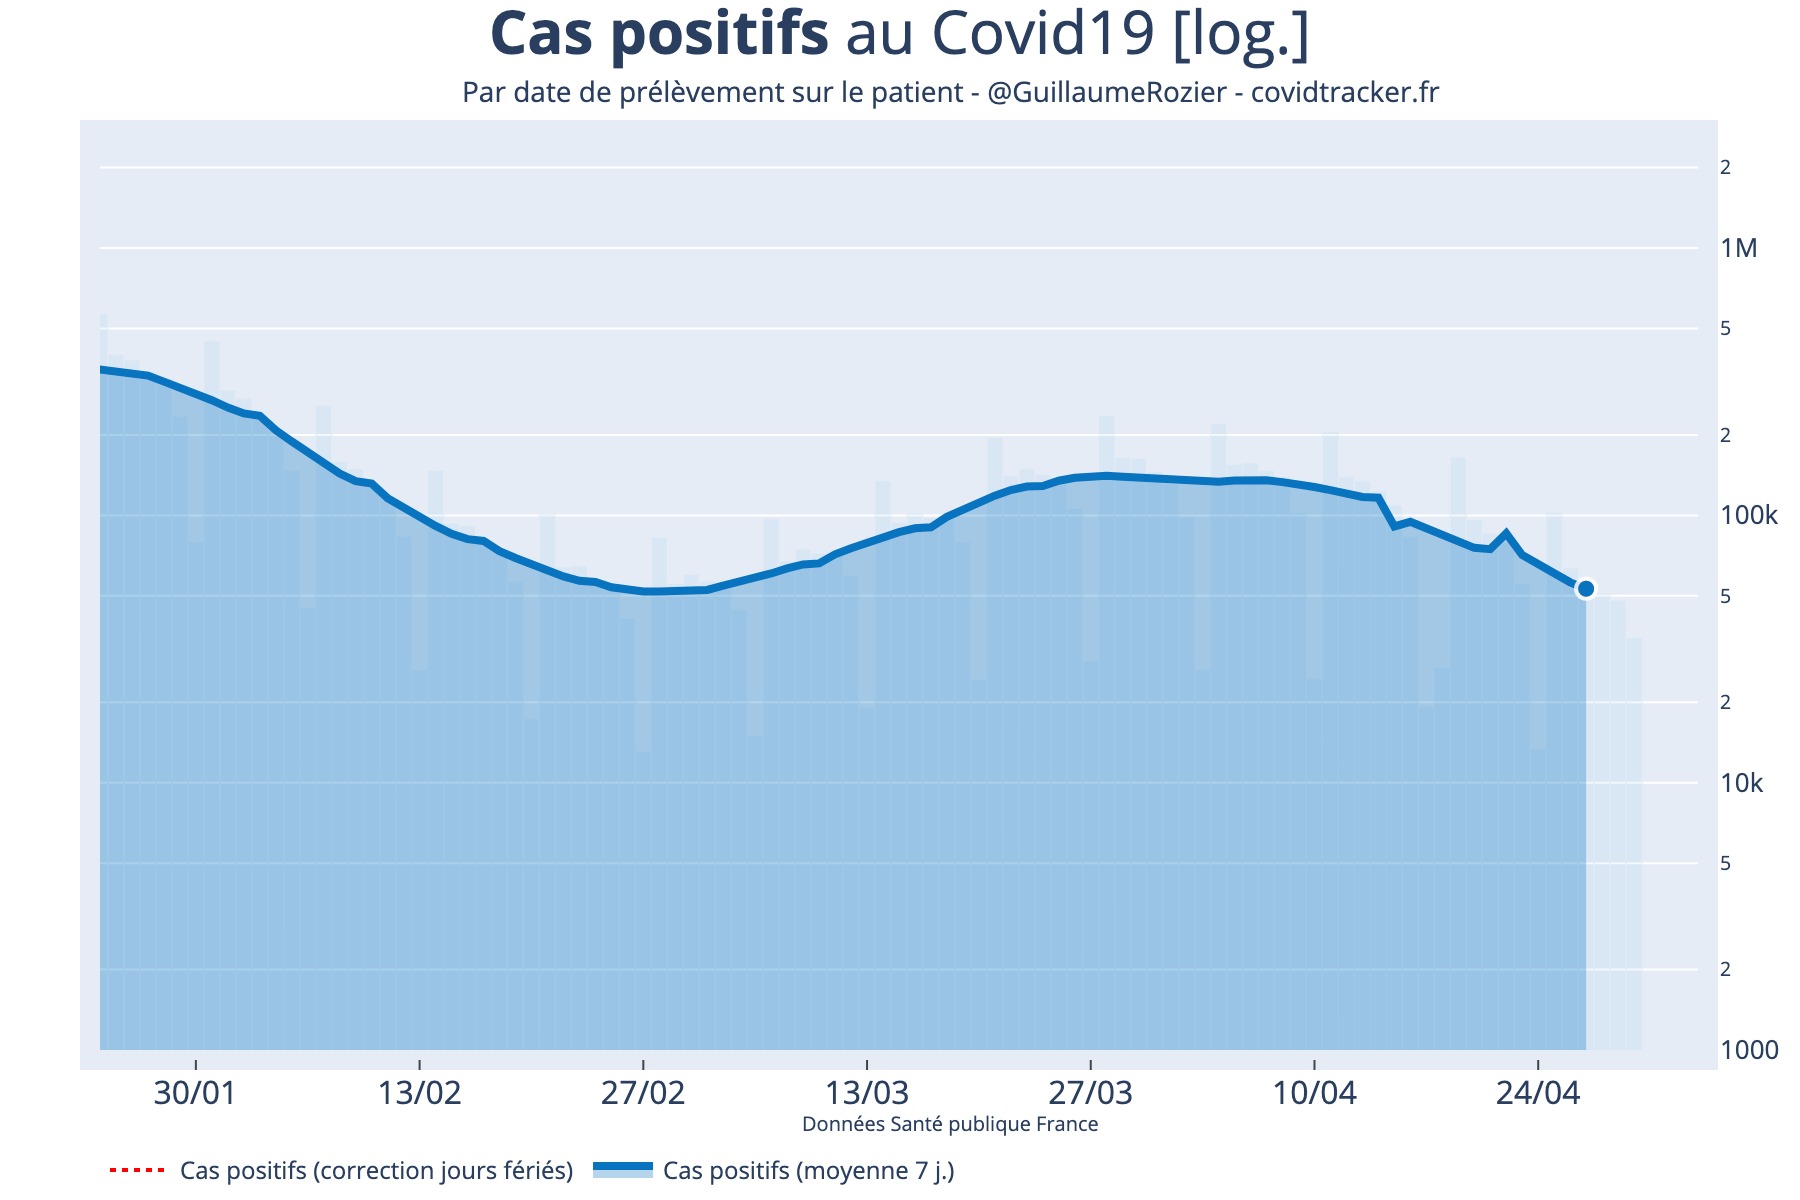 Cas positifs au Covid19 [log.]
Par date de prélèvement sur le patient - @GuillaumeRozier - covidtracker.fr
2
1M
5
2
100k
5
2
10k
5
2
1000
30/01 13/02 27/02 13/03 27/03 10/04 24/04
Données Santé publique France
Cas positifs (correction jours fériés) Cas positifs (moyenne 7 j.)